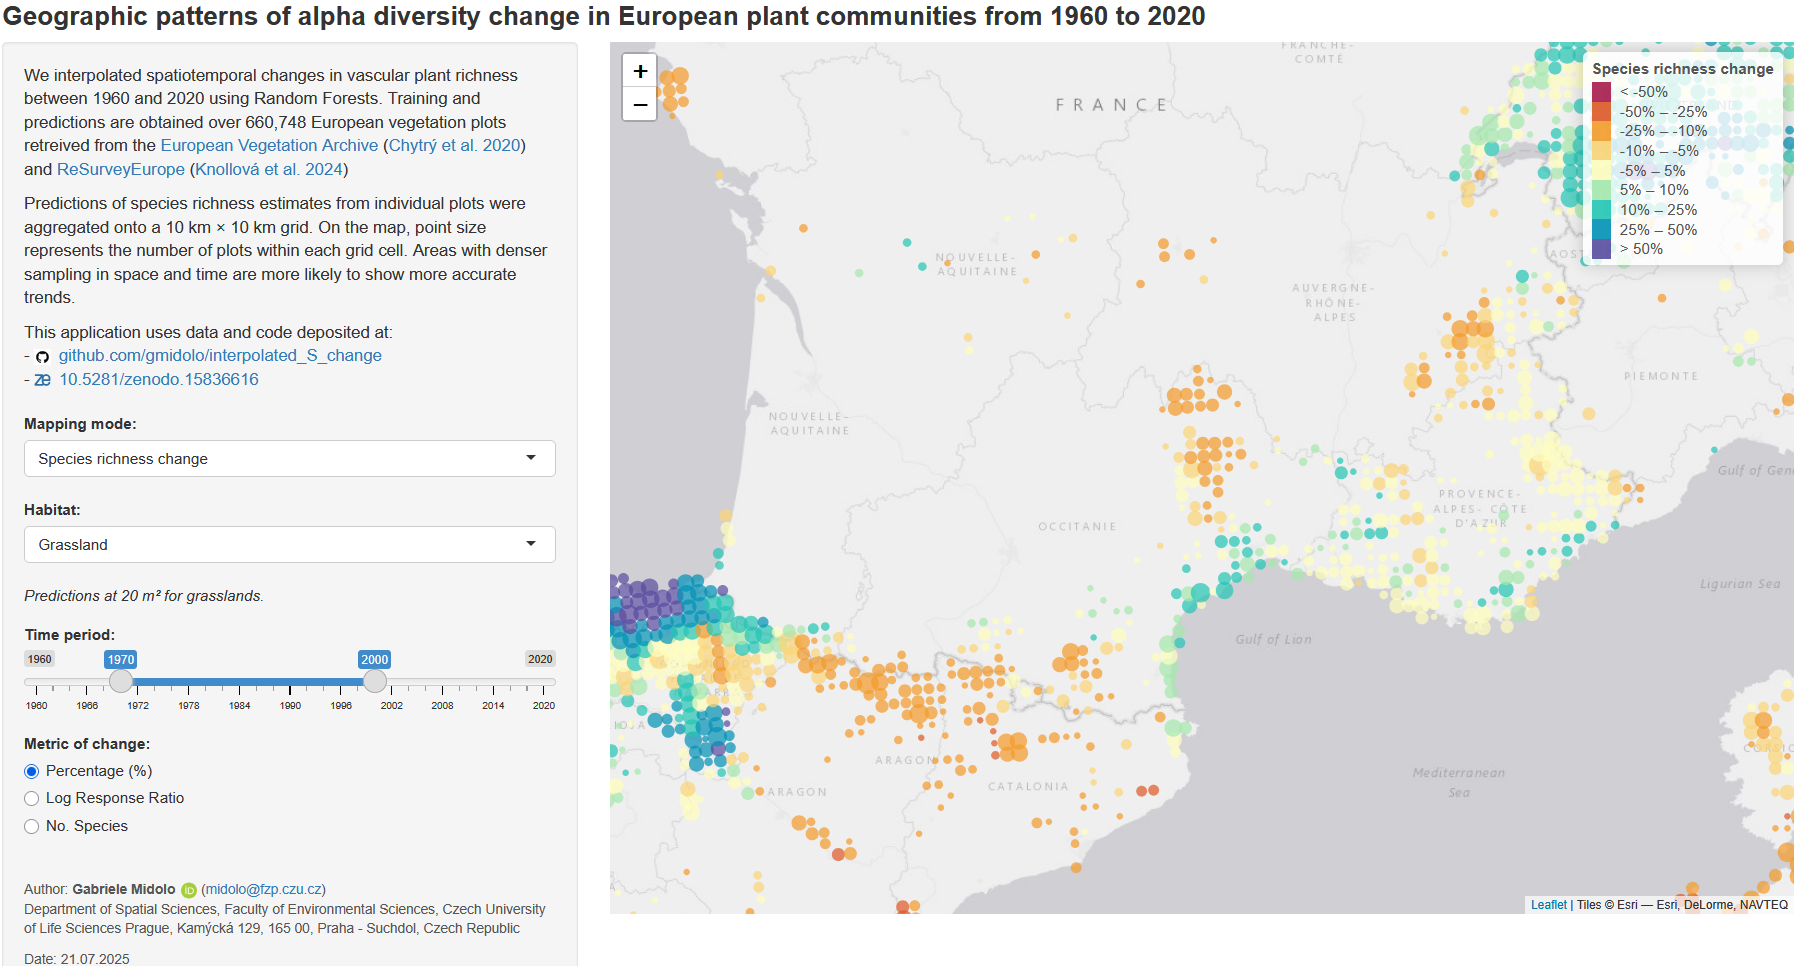 Geographic patterns of alpha diversity change in European plant communities from 1960 to 2020
We interpolated spatiotemporal changes in vascular plant richness
between 1960 and 2020 using Random Forests. Training and
predictions are obtained over 660,748 European vegetation plots
retreived from the European Vegetation Archive (Chytrý et al. 2020)
and ReSurveyEurope (Knollová et al. 2024)
Predictions of species richness estimates from individual plots were
aggregated onto a 10 km × 10 km grid. On the map, point size
represents the number of plots within each grid cell. Areas with denser
sampling in space and time are more likely to show more accurate
trends.
This application uses data and code deposited at:
- github.com/gmidolo/interpolated_S_change
- 10.5281/zenodo.15836616
Mapping mode:
Species richness change
Habitat:
Grassland
Predictions at 20 m² for grasslands.
Time period:
1960 1970 2000 2020
1960 1966 1972 1978 1984 1990 1996 2002 2008 2014 2020
Metric of change:
Percentage (%)
Log Response Ratio
No. Species
Author: Gabriele Midolo iD (midolo@fzp.czu.cz)
Department of Spatial Sciences, Faculty of Environmental Sciences, Czech University
of Life Sciences Prague, Kamýcká 129, 165 00, Praha - Suchdol, Czech Republic
Date: 21.07.2025
+
−
FRANCHE-
COMTÉ
FRANCE
Species richness change
< -50%
-50% – -25%
-25% – -10%
-10% – -5%
-5% – 5%
5% – 10%
10% – 25%
25% – 50%
> 50%
NOUVELLE-
AQUITAINE
AUVERGNE-
RHÔNE-
ALPES
PIEMONTE
NOUVELLE-
AQUITAINE
Gulf of Gen
PROVENCE-
ALPES- CÔTE
D'AZUR
OCCITANIE
Ligurian Sea
Gulf of Lion
ARAGON
CATALONIA
ARAGON
Mediterranean
Sea
Leaflet | Tiles © Esri — Esri, DeLorme, NAVTEQ